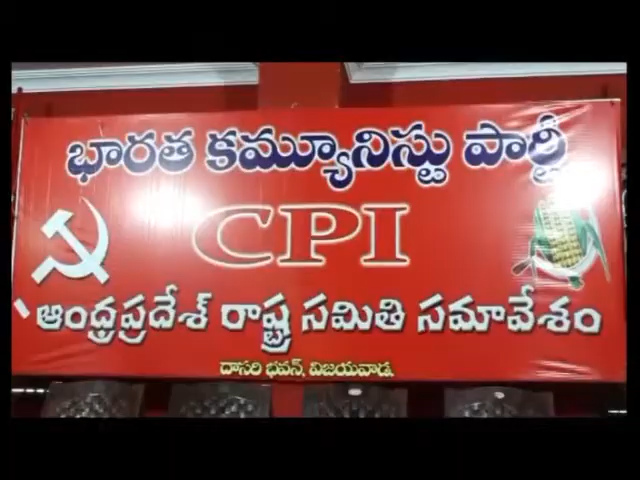 భారత కమ్యూనిస్టు పార్టీ
CPI
ఆంధ్రప్రదేశ్ రాష్ట్ర సమితి సమావేశం
దాసరి భవన్, విజయవాడ.